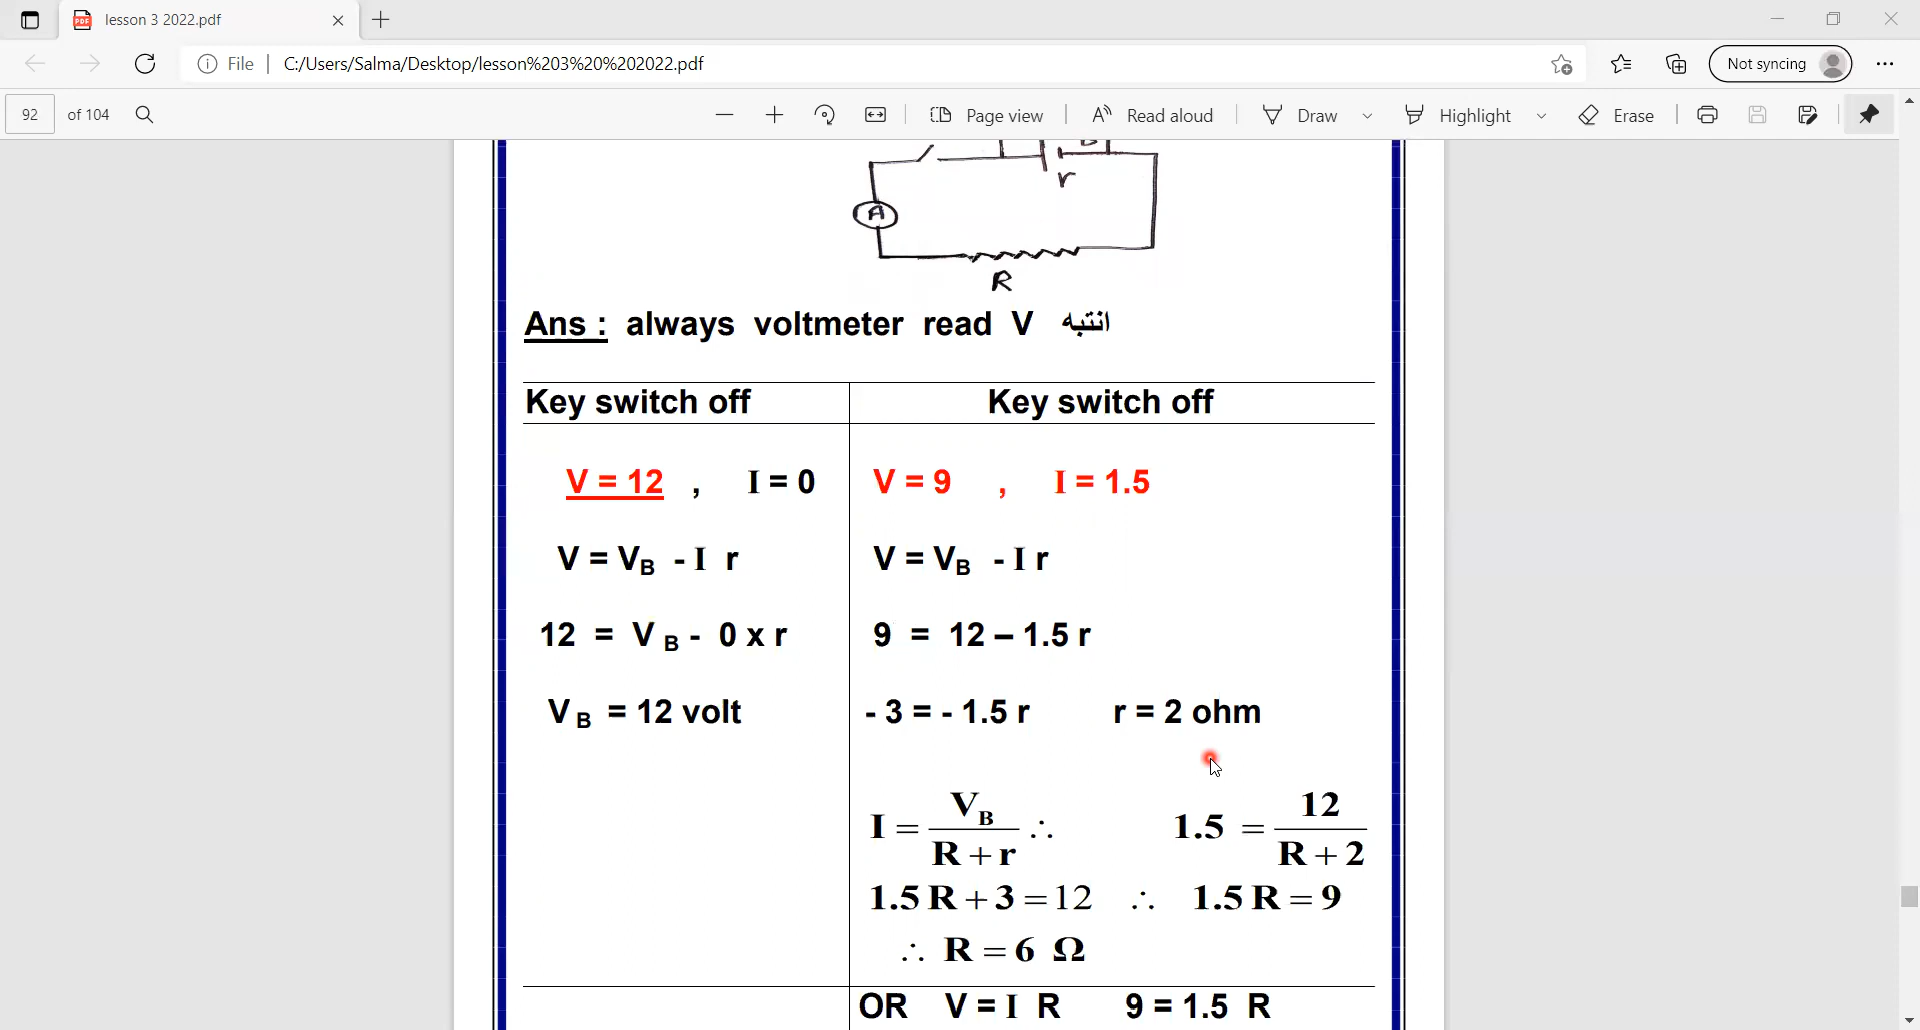 lesson 3 2022.pdf
File C:/Users/Salma/Desktop/lesson%203%20%202022.pdf
Not syncing
92 of 104
Page view
Read aloud
Draw
Highlight
Erase
r
A
R
Ans : always voltmeter read V انتبه
Key switch off
Key switch off
V = 12 , I = 0
V = 9 , I = 1.5
V = VB - I r
V = VB - I r
12 = V B - 0 x r
9 = 12 – 1.5 r
V B = 12 volt
- 3 = - 1.5 r r = 2 ohm
I = VB / R + r ∴ 1.5 = 12 / R + 2
1.5 R + 3 = 12 ∴ 1.5 R = 9
∴ R = 6 Ω
OR V = I R 9 = 1.5 R